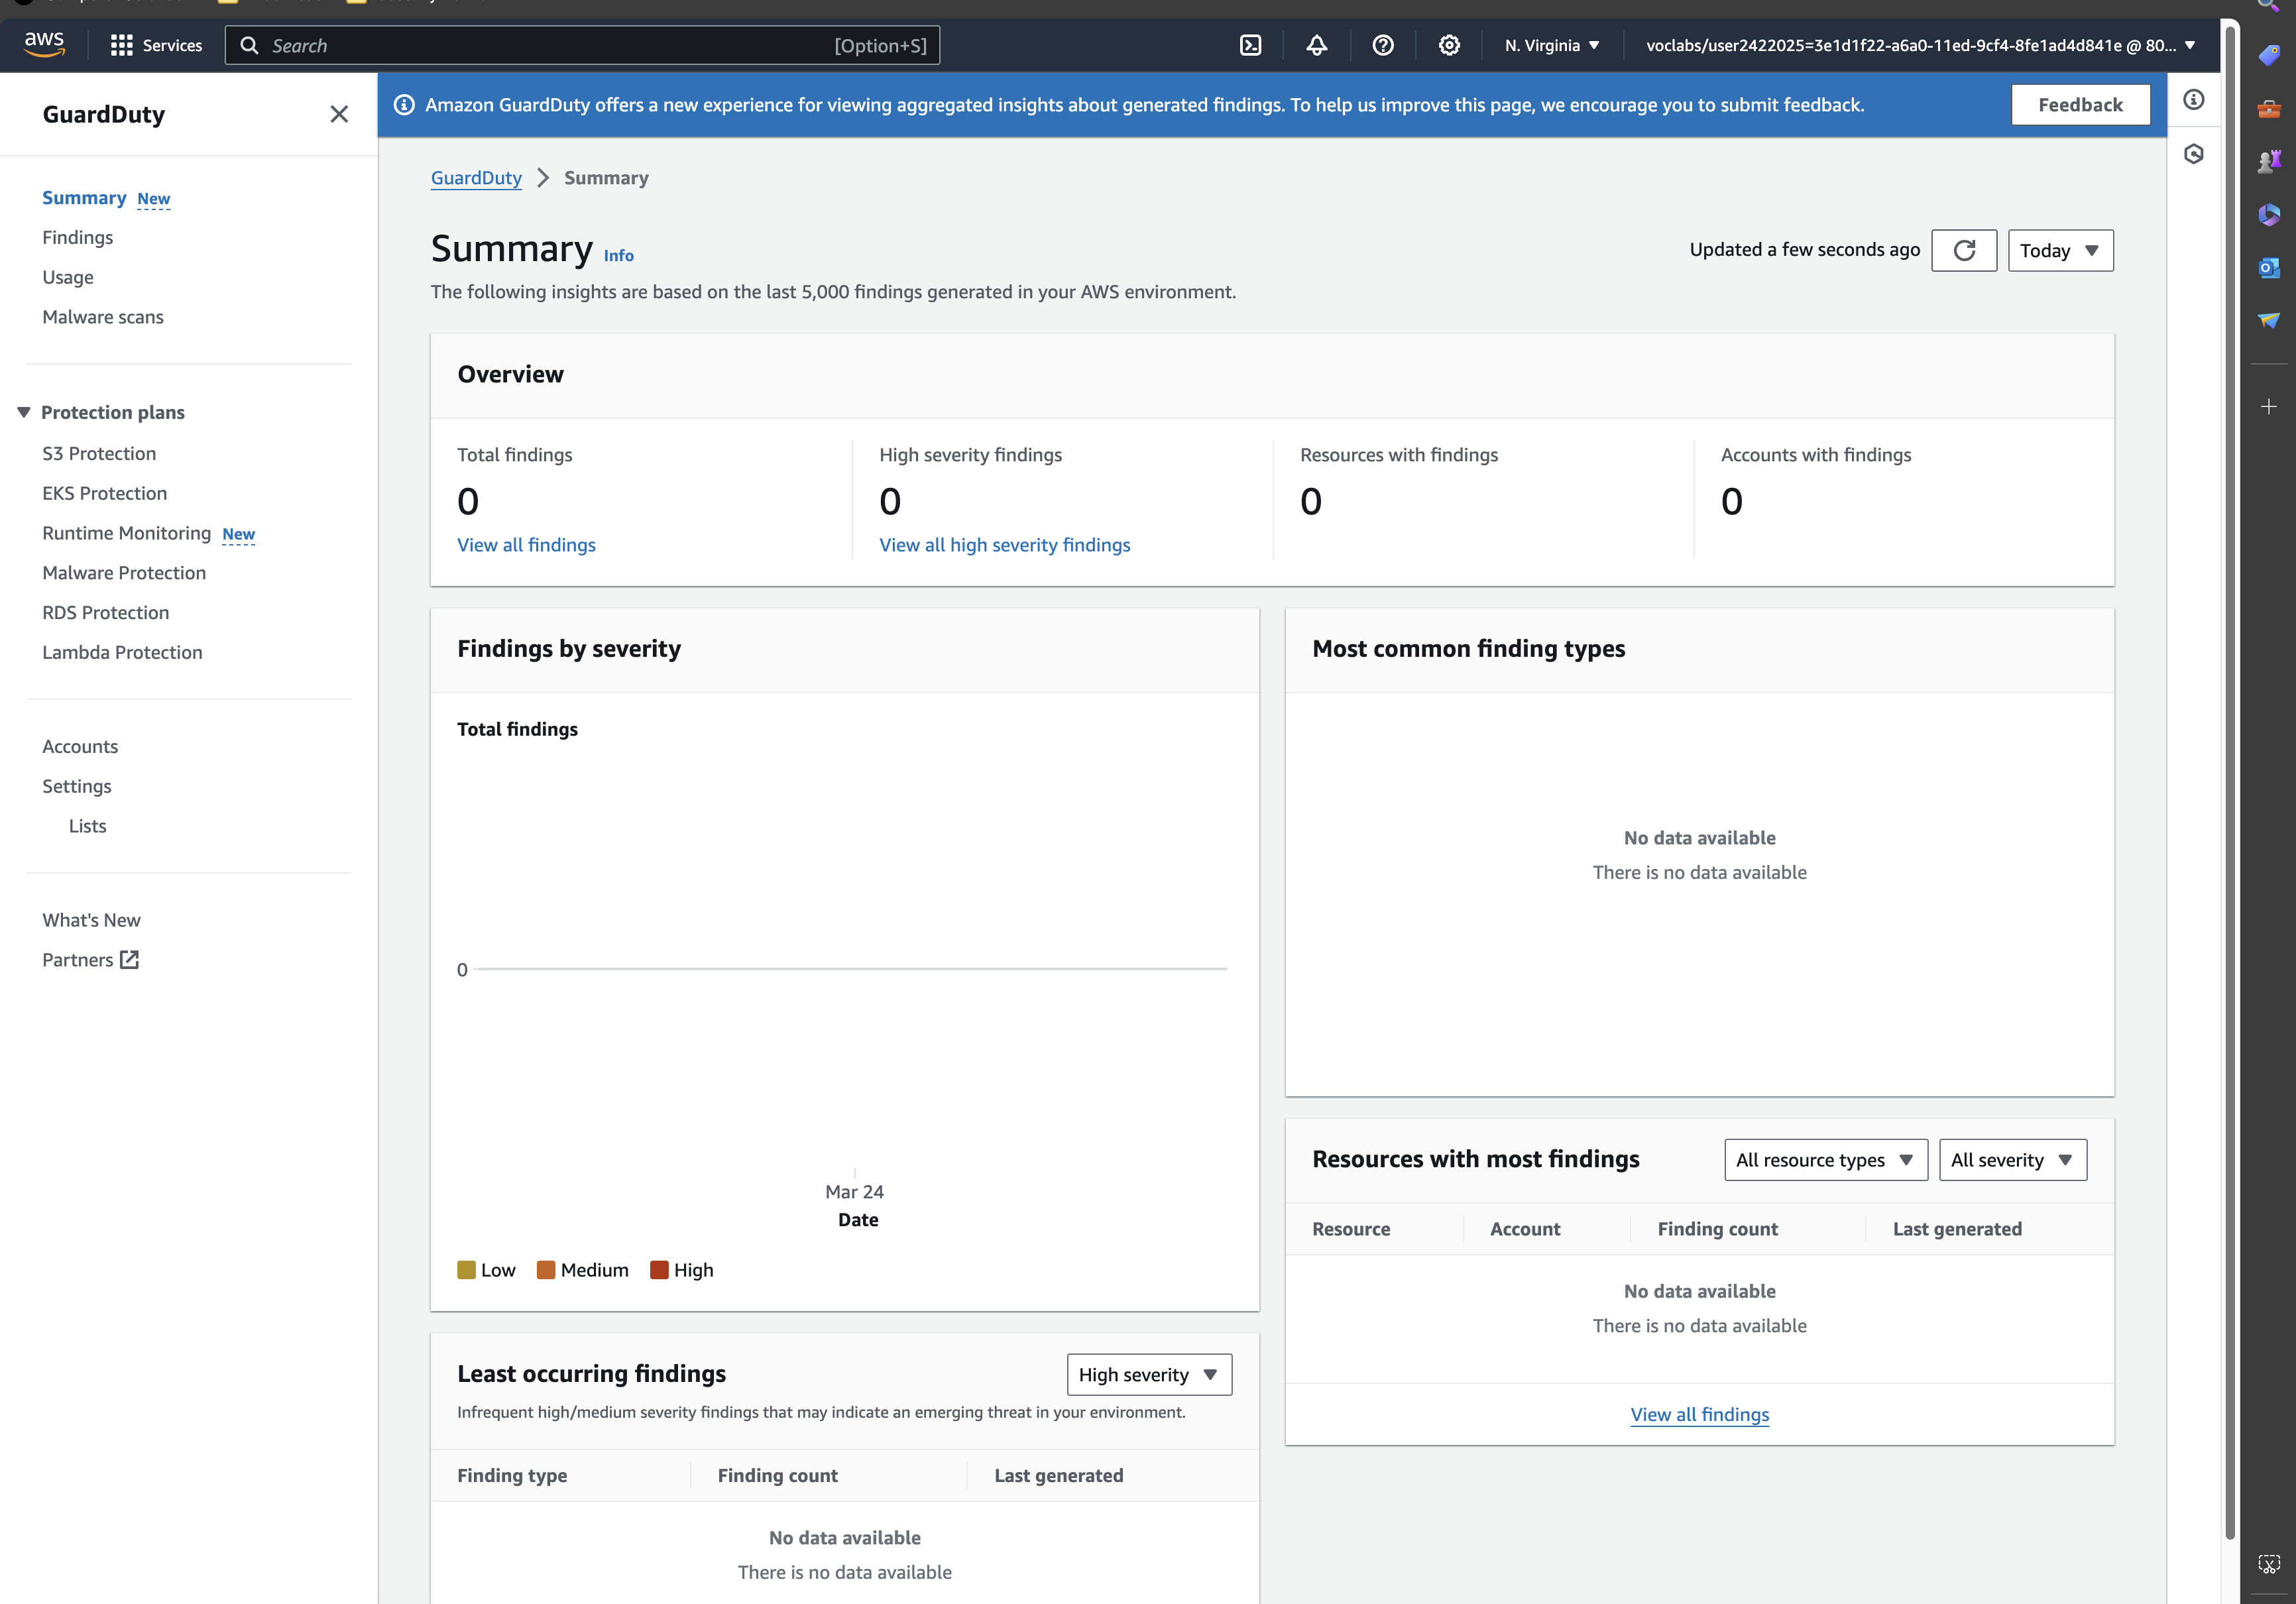 aws
Services
Search
[Option+S]
N. Virginia
voclabs/user2422025=3e1d1f22-a6a0-11ed-9cf4-8fe1ad4d841e @ 80...
GuardDuty
Amazon GuardDuty offers a new experience for viewing aggregated insights about generated findings. To help us improve this page, we encourage you to submit feedback.
Feedback
Summary New
Findings
Usage
Malware scans
Protection plans
S3 Protection
EKS Protection
Runtime Monitoring New
Malware Protection
RDS Protection
Lambda Protection
Accounts
Settings
Lists
What's New
Partners
GuardDuty
Summary
Summary Info
Updated a few seconds ago
Today
The following insights are based on the last 5,000 findings generated in your AWS environment.
Overview
Total findings
0
View all findings
High severity findings
0
View all high severity findings
Resources with findings
0
Accounts with findings
0
Findings by severity
Total findings
0
Mar 24
Date
Low
Medium
High
Most common finding types
No data available
There is no data available
Resources with most findings
All resource types
All severity
Resource
Account
Finding count
Last generated
No data available
There is no data available
View all findings
Least occurring findings
High severity
Infrequent high/medium severity findings that may indicate an emerging threat in your environment.
Finding type
Finding count
Last generated
No data available
There is no data available